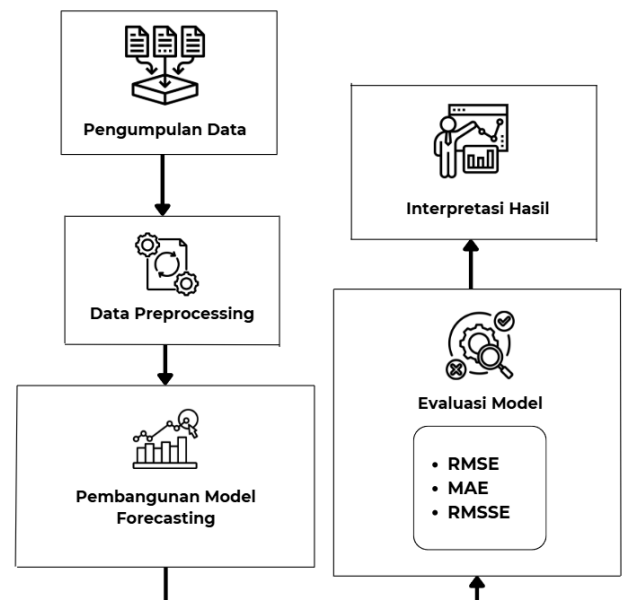 Pengumpulan Data
Data Preprocessing
Pembangunan Model
Forecasting
Interpretasi Hasil
Evaluasi Model
• RMSE
• MAE
• RMSSE